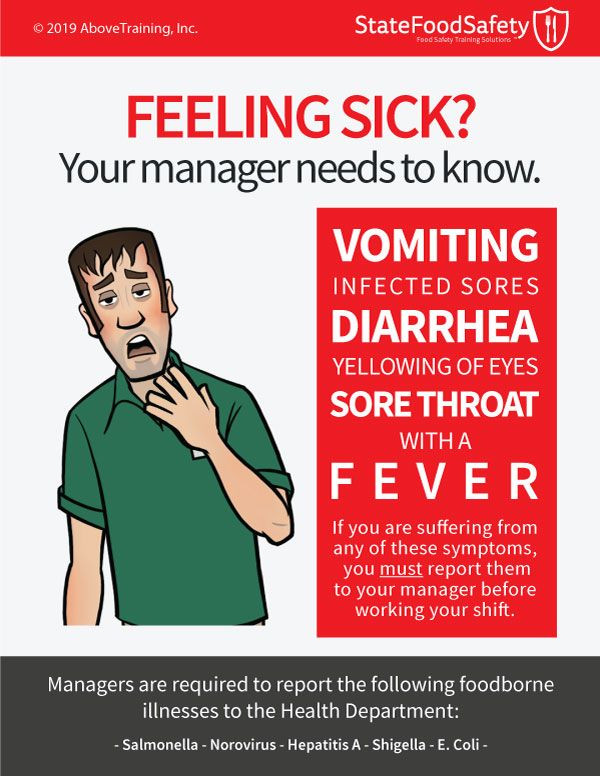 © 2019 AboveTraining, Inc.
StateFoodSafety
Food Safety Training Solutions ™
FEELING SICK?
Your manager needs to know.
VOMITING
INFECTED SORES
DIARRHEA
YELLOWING OF EYES
SORE THROAT
WITH A
FEVER
If you are suffering from
any of these symptoms,
you must report them
to your manager before
working your shift.
Managers are required to report the following foodborne
illnesses to the Health Department:
- Salmonella - Norovirus - Hepatitis A - Shigella - E. Coli -